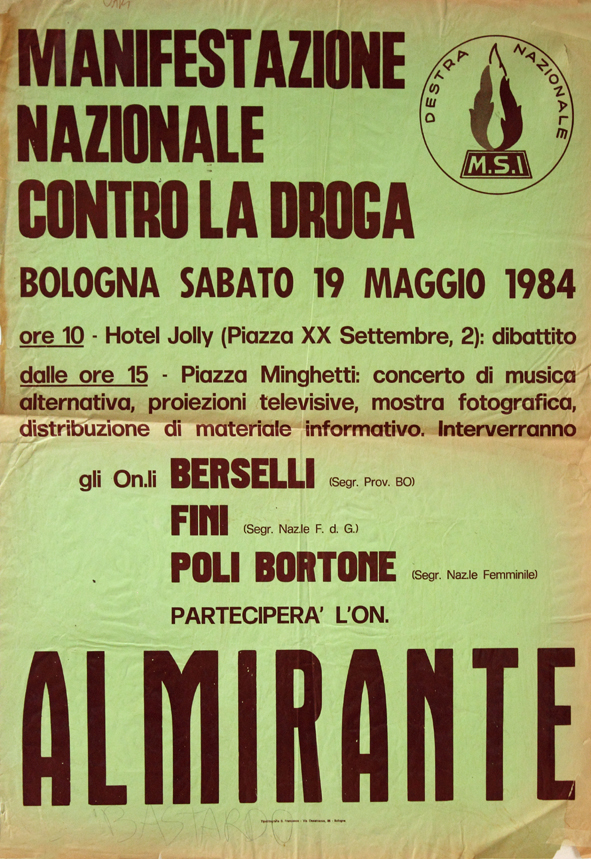 MANIFESTAZIONE
NAZIONALE
CONTRO LA DROGA
DESTRA NAZIONALE
M.S.I
BOLOGNA SABATO 19 MAGGIO 1984
ore 10 - Hotel Jolly (Piazza XX Settembre, 2): dibattito
dalle ore 15 - Piazza Minghetti: concerto di musica
alternativa, proiezioni televisive, mostra fotografica,
distribuzione di materiale informativo. Interverranno
gli On.li BERSELLI (Segr. Prov. BO)
FINI (Segr. Naz.le F. d. G.)
POLI BORTONE (Segr. Naz.le Femminile)
PARTECIPERA' L'ON.
ALMIRANTE
BASTARDO